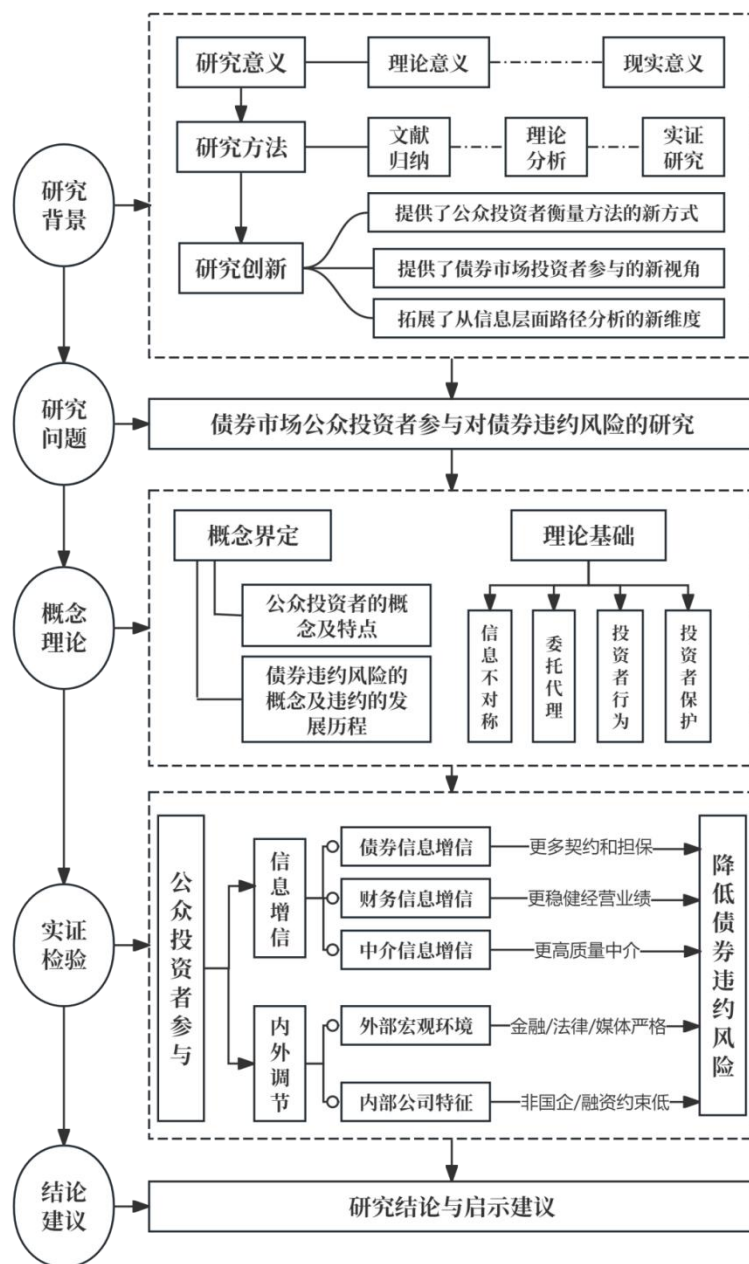 研究
背景
研究意义
理论意义
现实意义
研究方法
文献
归纳
理论
分析
实证
研究
研究创新
提供了公众投资者衡量方法的新方式
提供了债券市场投资者参与的新视角
拓展了从信息层面路径分析的新维度
研究
问题
债券市场公众投资者参与对债券违约风险的研究
概念
理论
概念界定
公众投资者的概
念及特点
债券违约风险的
概念及违约的发
展历程
理论基础
信息不对称
委托代理
投资者行为
投资者保护
实证
检验
公众投资者参与
信息增信
债券信息增信
更多契约和担保
财务信息增信
更稳健经营业绩
中介信息增信
更高质量中介
内外调节
外部宏观环境
金融/法律/媒体严格
内部公司特征
非国企/融资约束低
降低债券违约风险
结论
建议
研究结论与启示建议